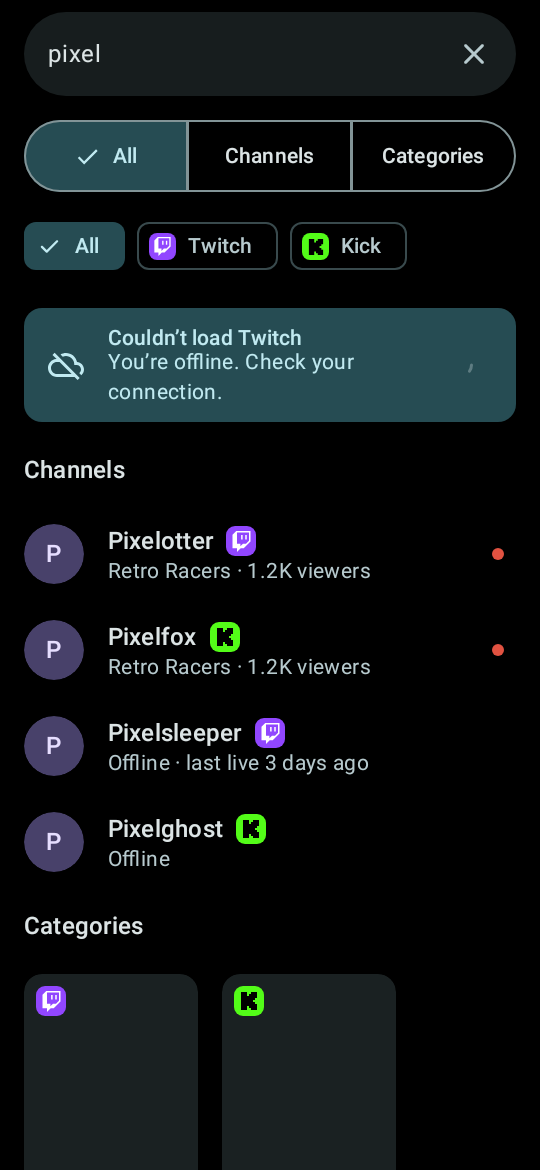 pixel
All
Channels
Categories
All
Twitch
Kick
Couldn’t load Twitch
You’re offline. Check your
connection.
Channels
P
Pixelotter
Retro Racers · 1.2K viewers
P
Pixelfox
Retro Racers · 1.2K viewers
P
Pixelsleeper
Offline · last live 3 days ago
P
Pixelghost
Offline
Categories